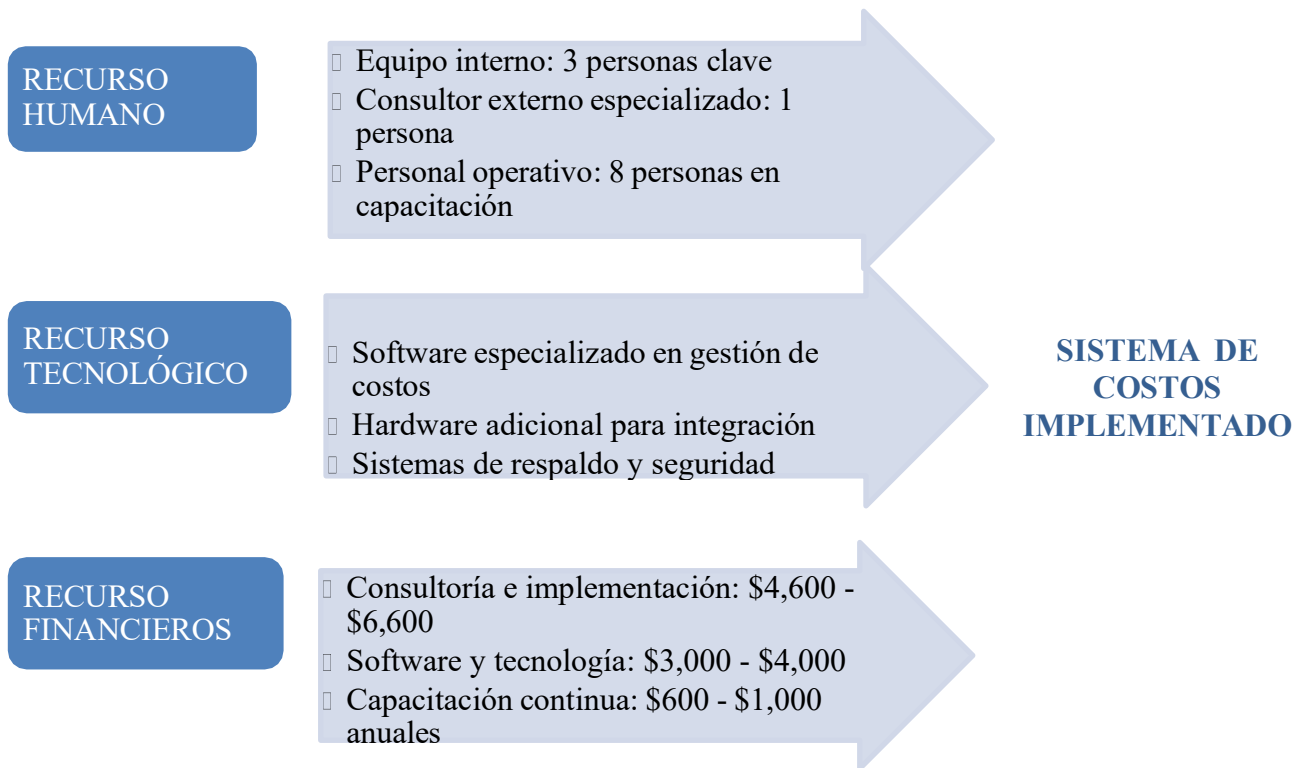 RECURSO
HUMANO
Equipo interno: 3 personas clave
Consultor externo especializado: 1
persona
Personal operativo: 8 personas en
capacitación
RECURSO
TECNOLÓGICO
Software especializado en gestión de
costos
Hardware adicional para integración
Sistemas de respaldo y seguridad
SISTEMA DE
COSTOS
IMPLEMENTADO
RECURSO
FINANCIEROS
Consultoría e implementación: $4,600 -
$6,600
Software y tecnología: $3,000 - $4,000
Capacitación continua: $600 - $1,000
anuales